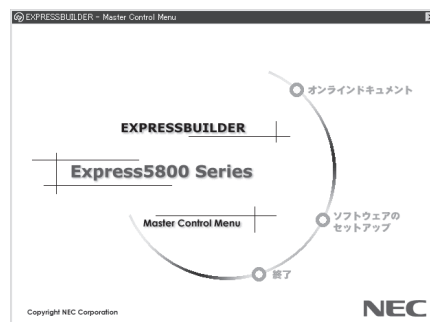 EXPRESSBUILDER - Master Control Menu
オンラインドキュメント
EXPRESSBUILDER
Express5800 Series
Master Control Menu
ソフトウェアの
セットアップ
終了
Copyright NEC Corporation
NEC